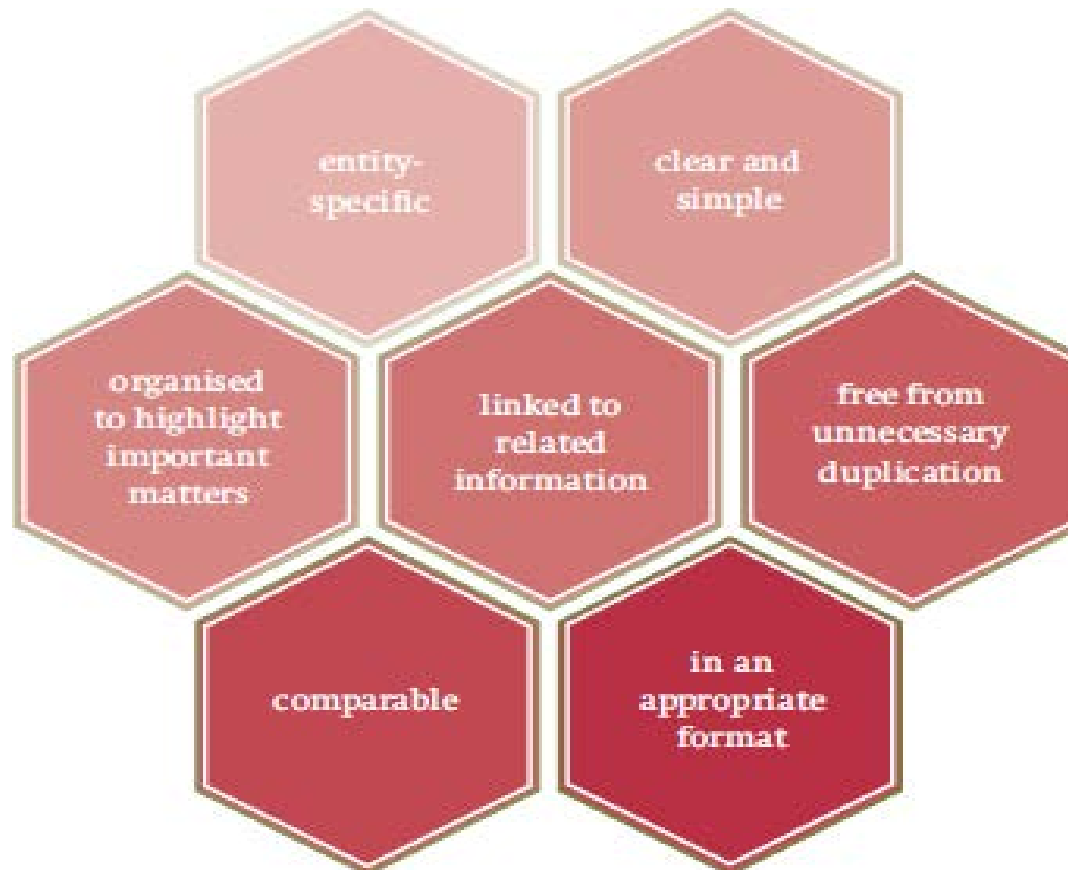 entity-
specific
clear and
simple
organised
to highlight
important
matters
linked to
related
information
free from
unnecessary
duplication
comparable
in an
appropriate
format